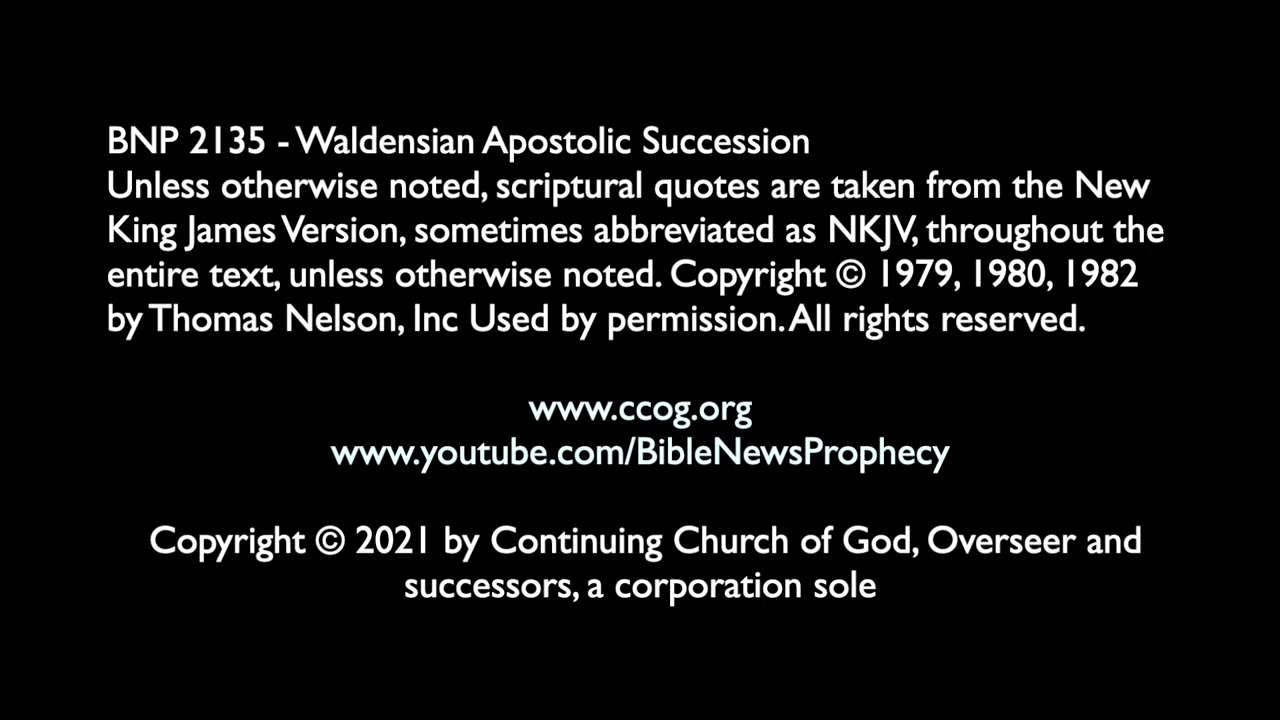 BNP 2135 - Waldensian Apostolic Succession
Unless otherwise noted, scriptural quotes are taken from the New
King James Version, sometimes abbreviated as NKJV, throughout the
entire text, unless otherwise noted. Copyright © 1979, 1980, 1982
by Thomas Nelson, Inc Used by permission. All rights reserved.
www.ccog.org
www.youtube.com/BibleNewsProphecy
Copyright © 2021 by Continuing Church of God, Overseer and
successors, a corporation sole